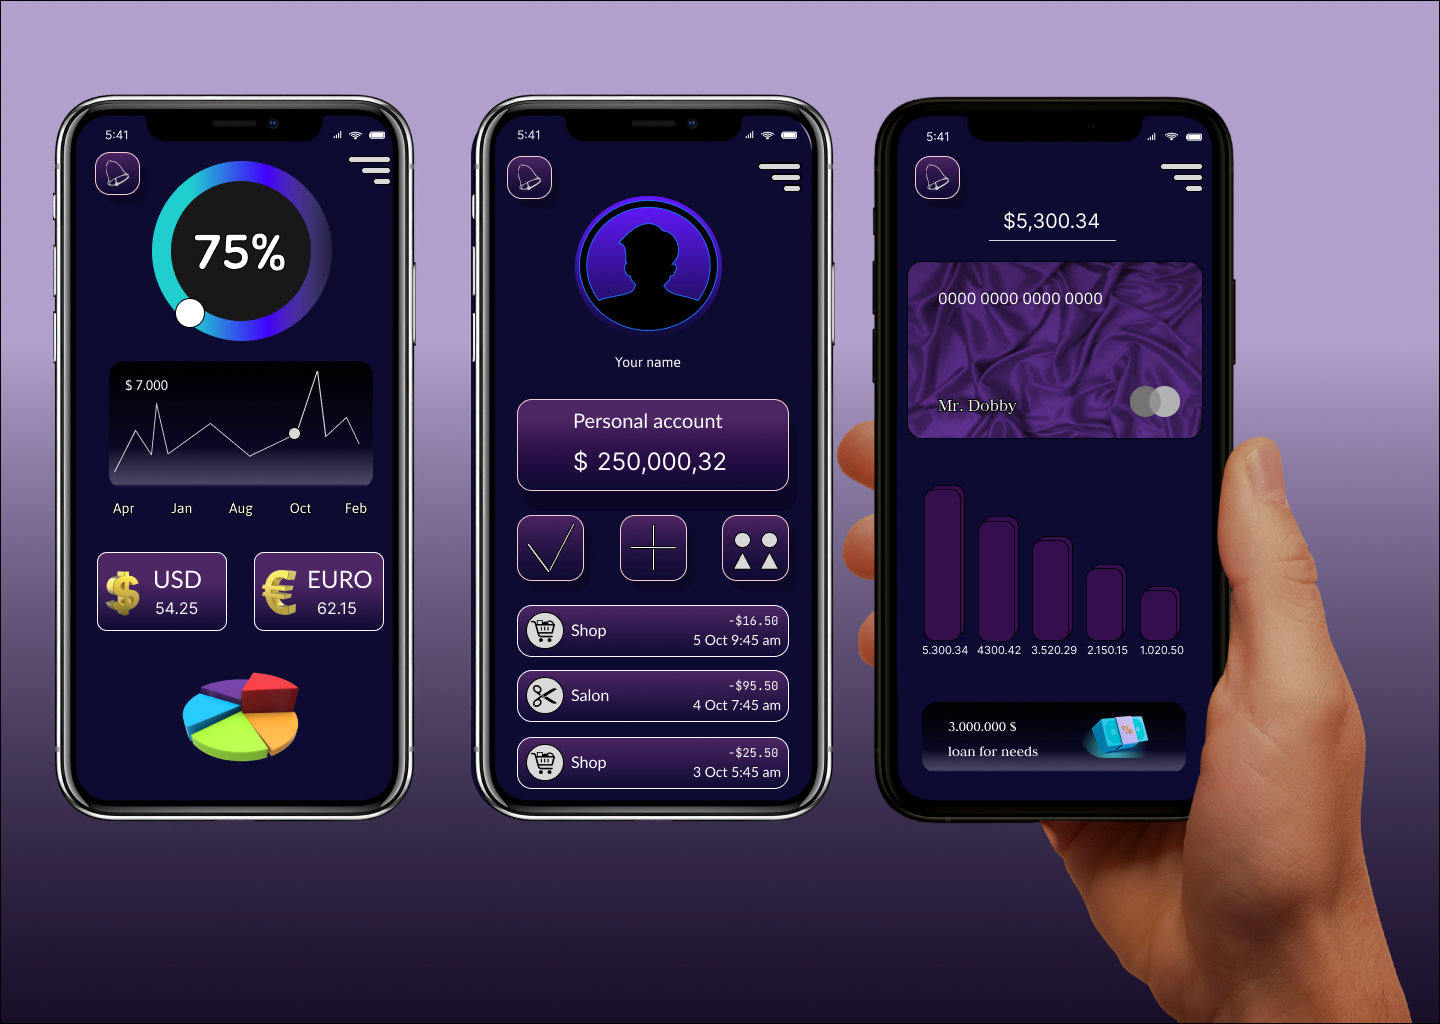 5:41
75%
$ 7.000
Apr Jan Aug Oct Feb
USD
54.25
EURO
62.15
5:41
Your name
Personal account
$ 250,000,32
Shop
-$16.50
5 Oct 9:45 am
Salon
-$95.50
4 Oct 7:45 am
Shop
-$25.50
3 Oct 5:45 am
5:41
$5,300.34
0000 0000 0000 0000
Mr. Dobby
5.300.34 4300.42 3.520.29 2.150.15 1.020.50
3.000.000 $
loan for needs
%